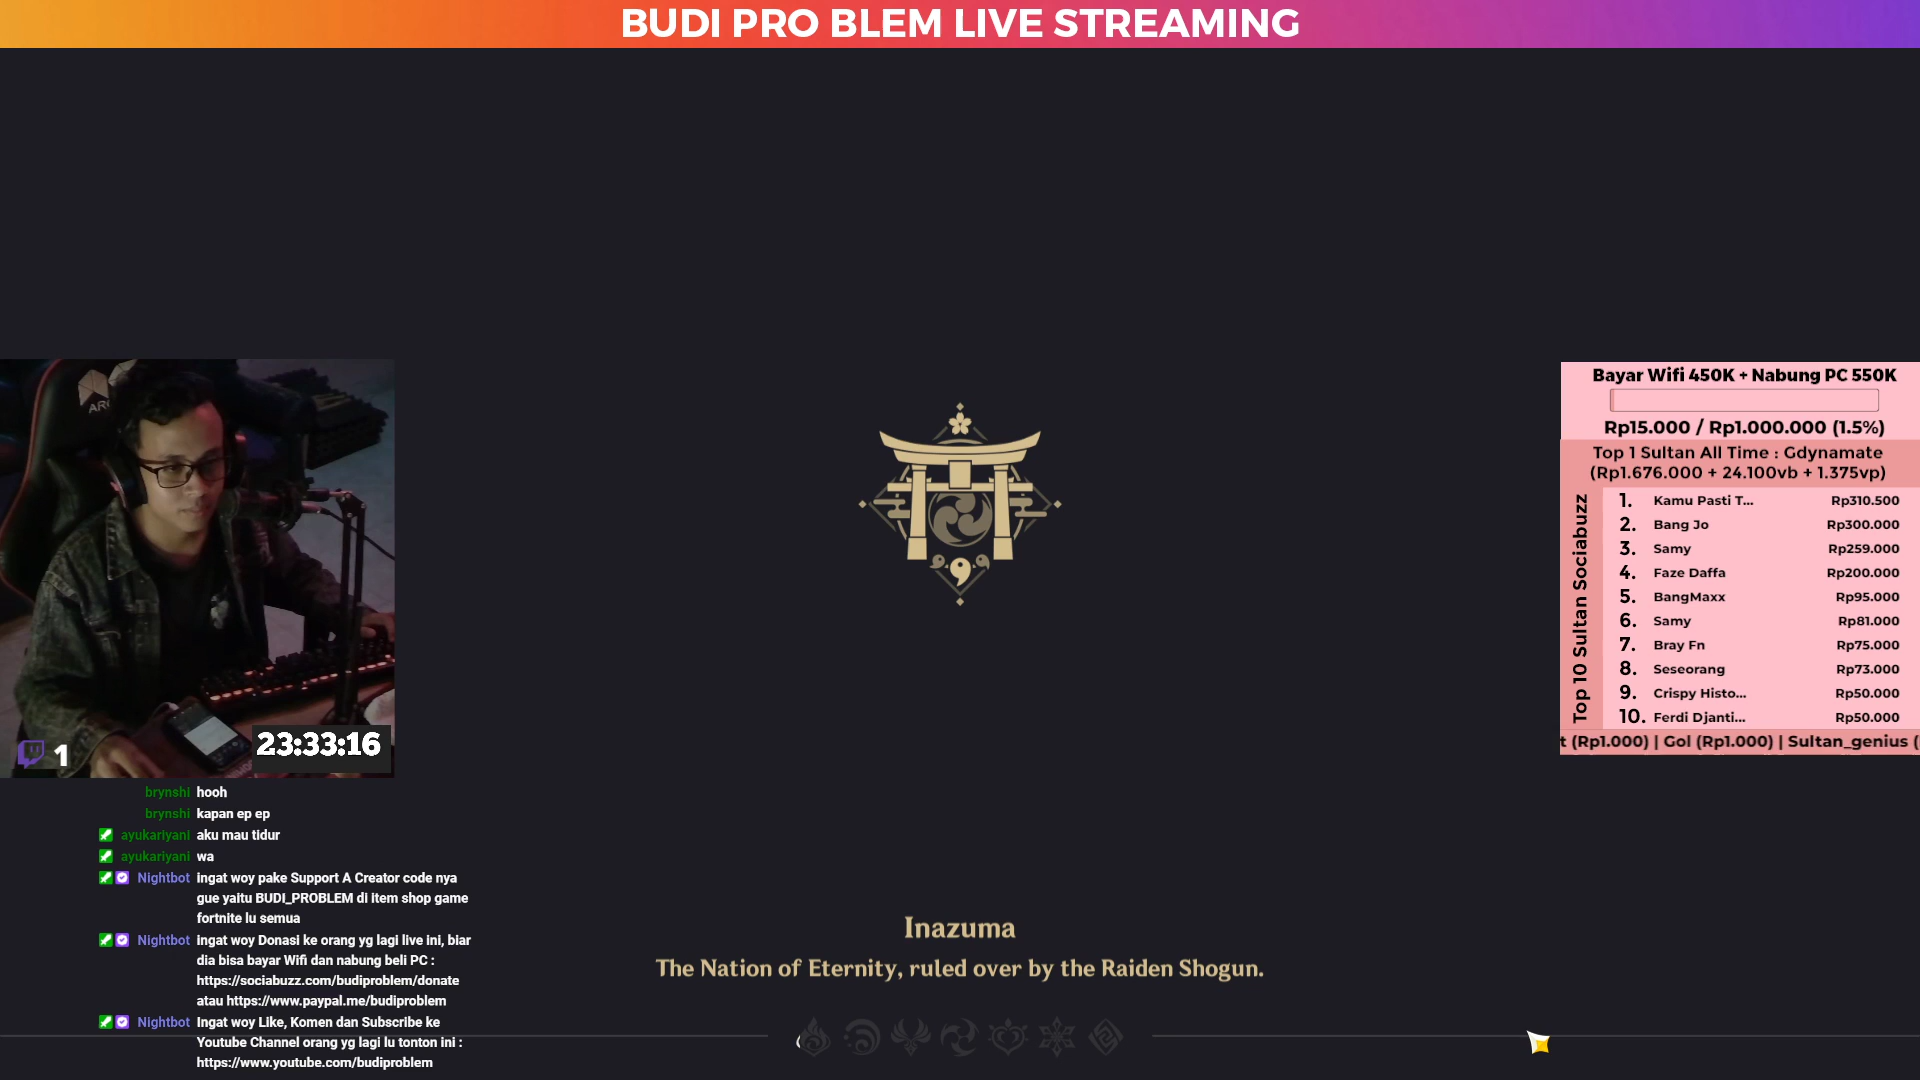 BUDI PRO BLEM LIVE STREAMING
23:33:16
1
brynshi hooh
brynshi kapan ep ep
ayukariyani aku mau tidur
ayukariyani wa
Nightbot ingat woy pake Support A Creator code nya
gue yaitu BUDI_PROBLEM di item shop game
fortnite lu semua
Nightbot Ingat woy Donasi ke orang yg lagi live ini, biar
dia bisa bayar Wifi dan nabung beli PC :
https://sociabuzz.com/budiproblem/donate
atau https://www.paypal.me/budiproblem
Nightbot Ingat woy Like, Komen dan Subscribe ke
Youtube Channel orang yg lagi lu tonton ini :
https://www.youtube.com/budiproblem
Inazuma
The Nation of Eternity, ruled over by the Raiden Shogun.
Bayar Wifi 450K + Nabung PC 550K
Rp15.000 / Rp1.000.000 (1.5%)
Top 1 Sultan All Time : Gdynamate
(Rp1.676.000 + 24.100vb + 1.375vp)
Top 10 Sultan Sociabuzz
1. Kamu Pasti T... Rp310.500
2. Bang Jo Rp300.000
3. Samy Rp259.000
4. Faze Daffa Rp200.000
5. BangMaxx Rp95.000
6. Samy Rp81.000
7. Bray Fn Rp75.000
8. Seseorang Rp73.000
9. Crispy Histo... Rp50.000
10. Ferdi Djanti... Rp50.000
t (Rp1.000) | Gol (Rp1.000) | Sultan_genius (